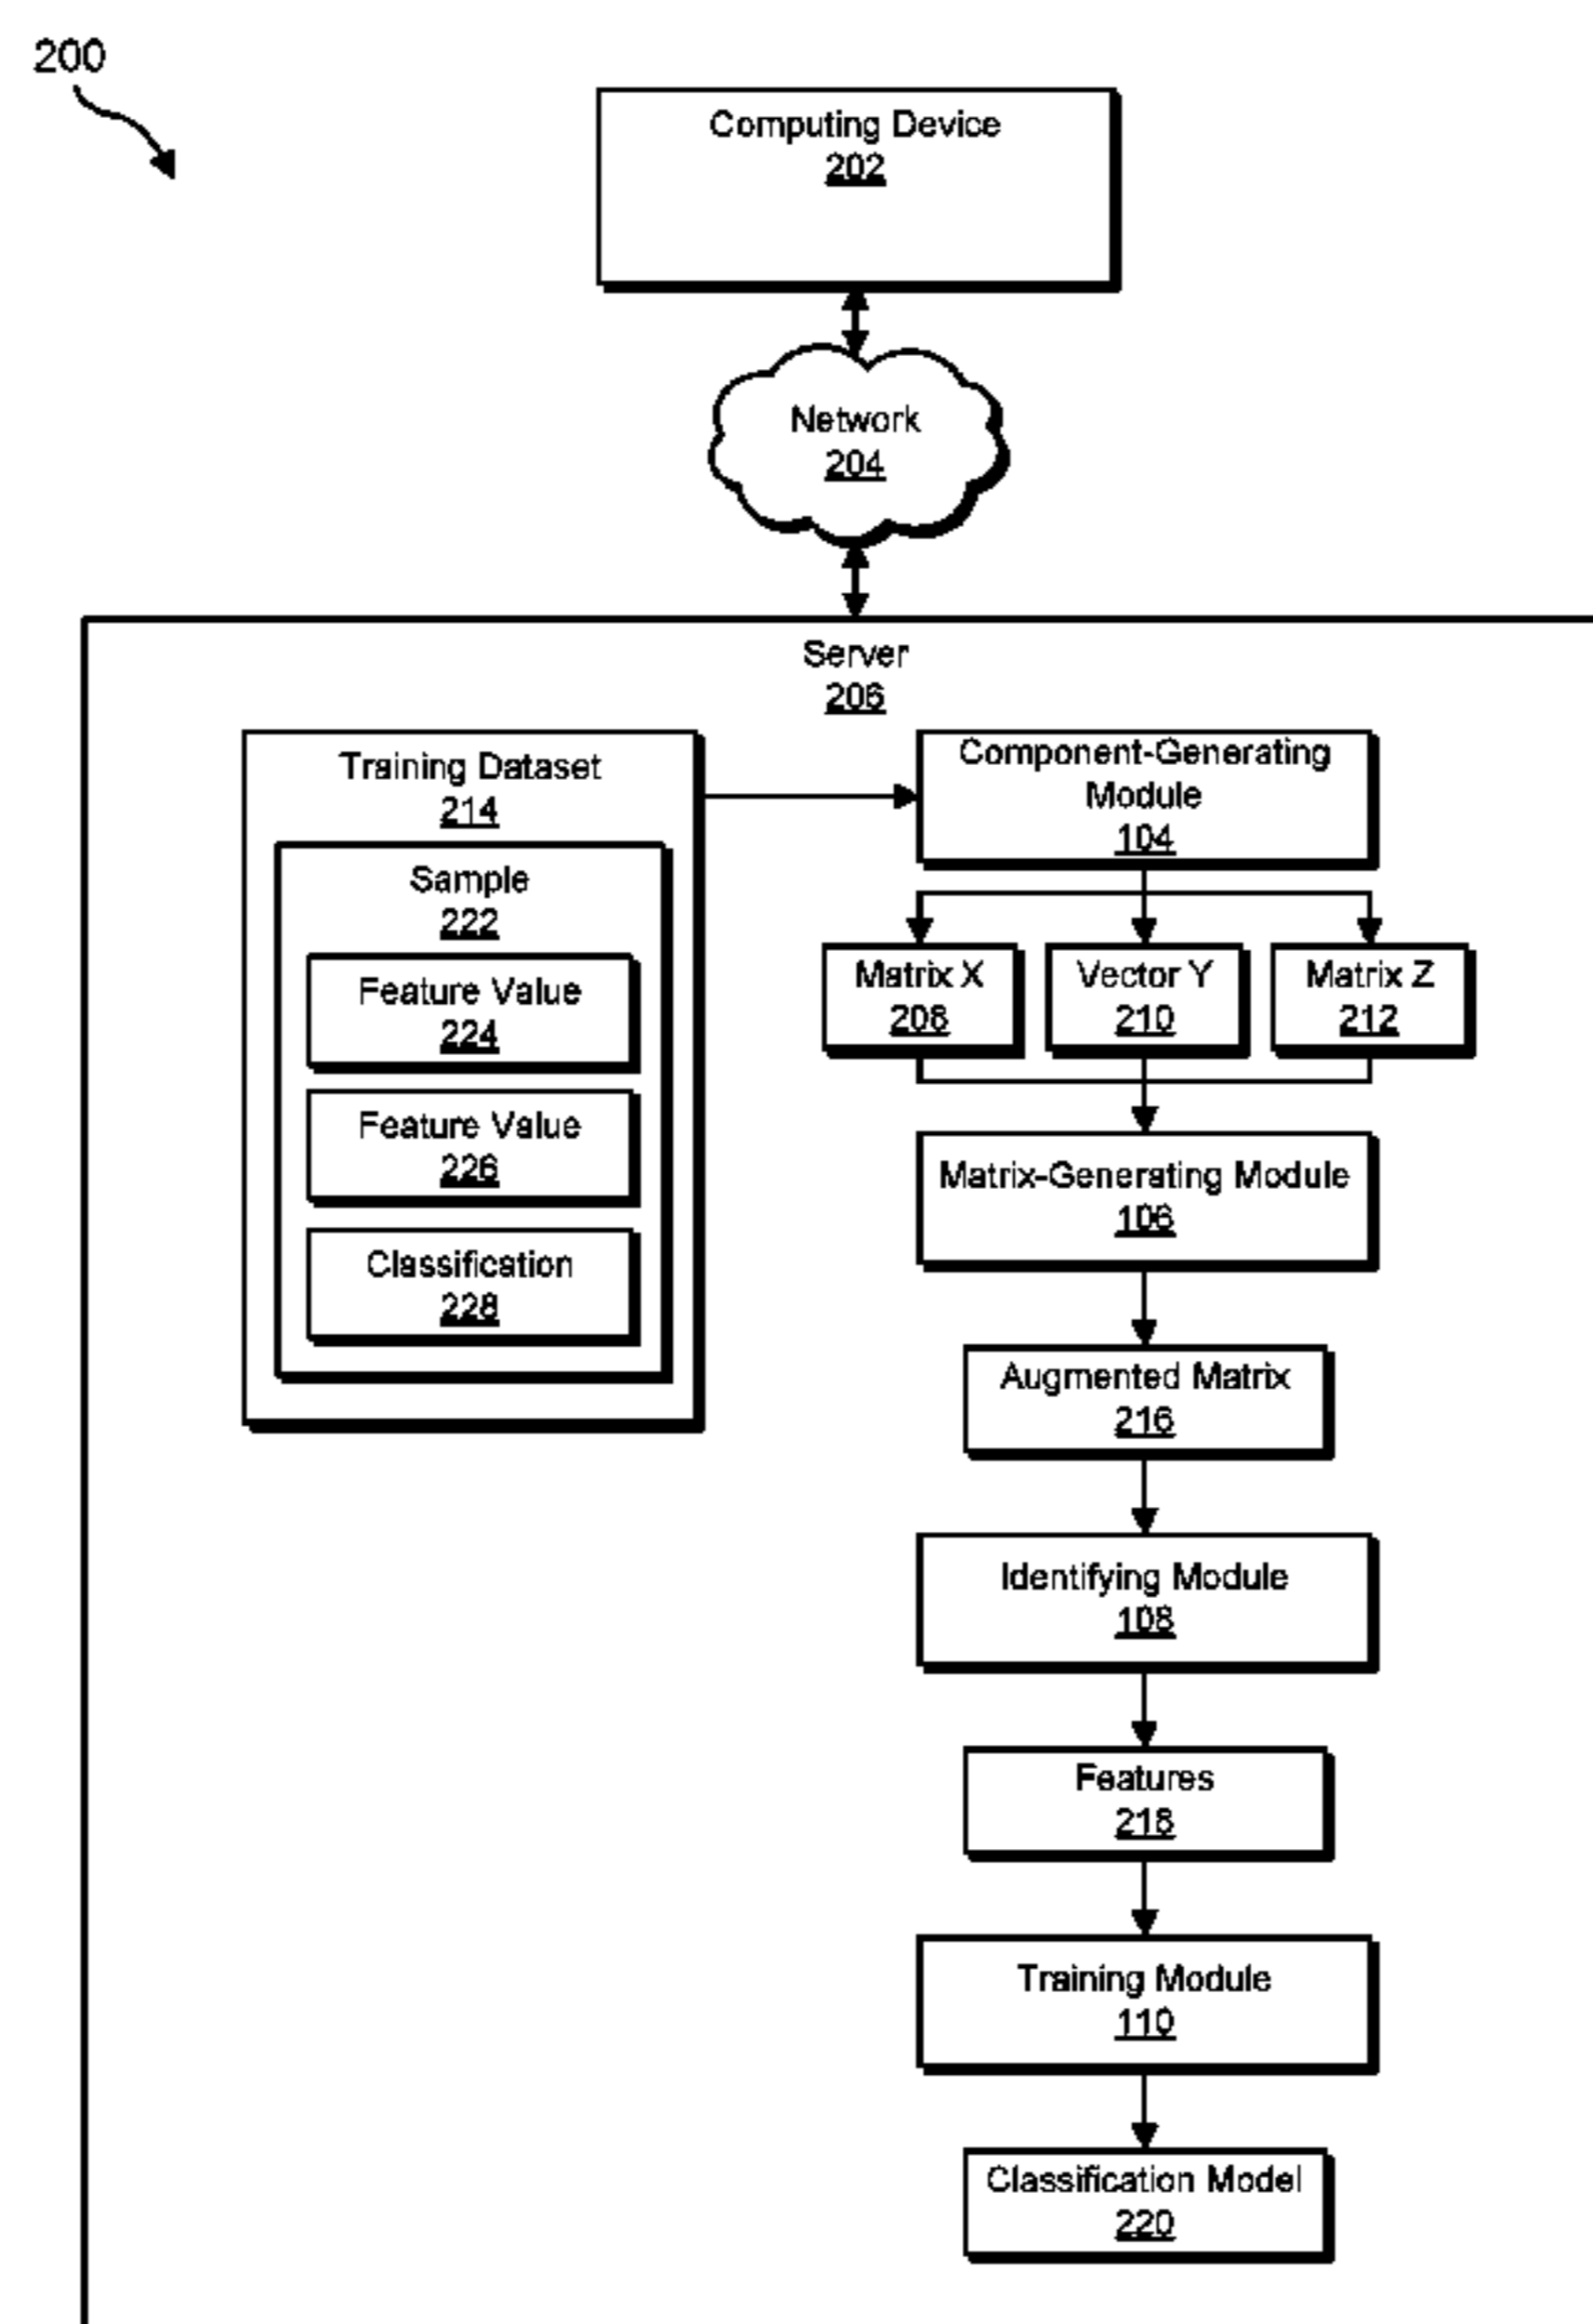 200
Computing Device
202
Network
204
Server
206
Training Dataset
214
Sample
222
Feature Value
224
Feature Value
226
Classification
228
Component-Generating
Module
104
Matrix X
208
Vector Y
210
Matrix Z
212
Matrix-Generating Module
106
Augmented Matrix
216
Identifying Module
108
Features
218
Training Module
110
Classification Model
220